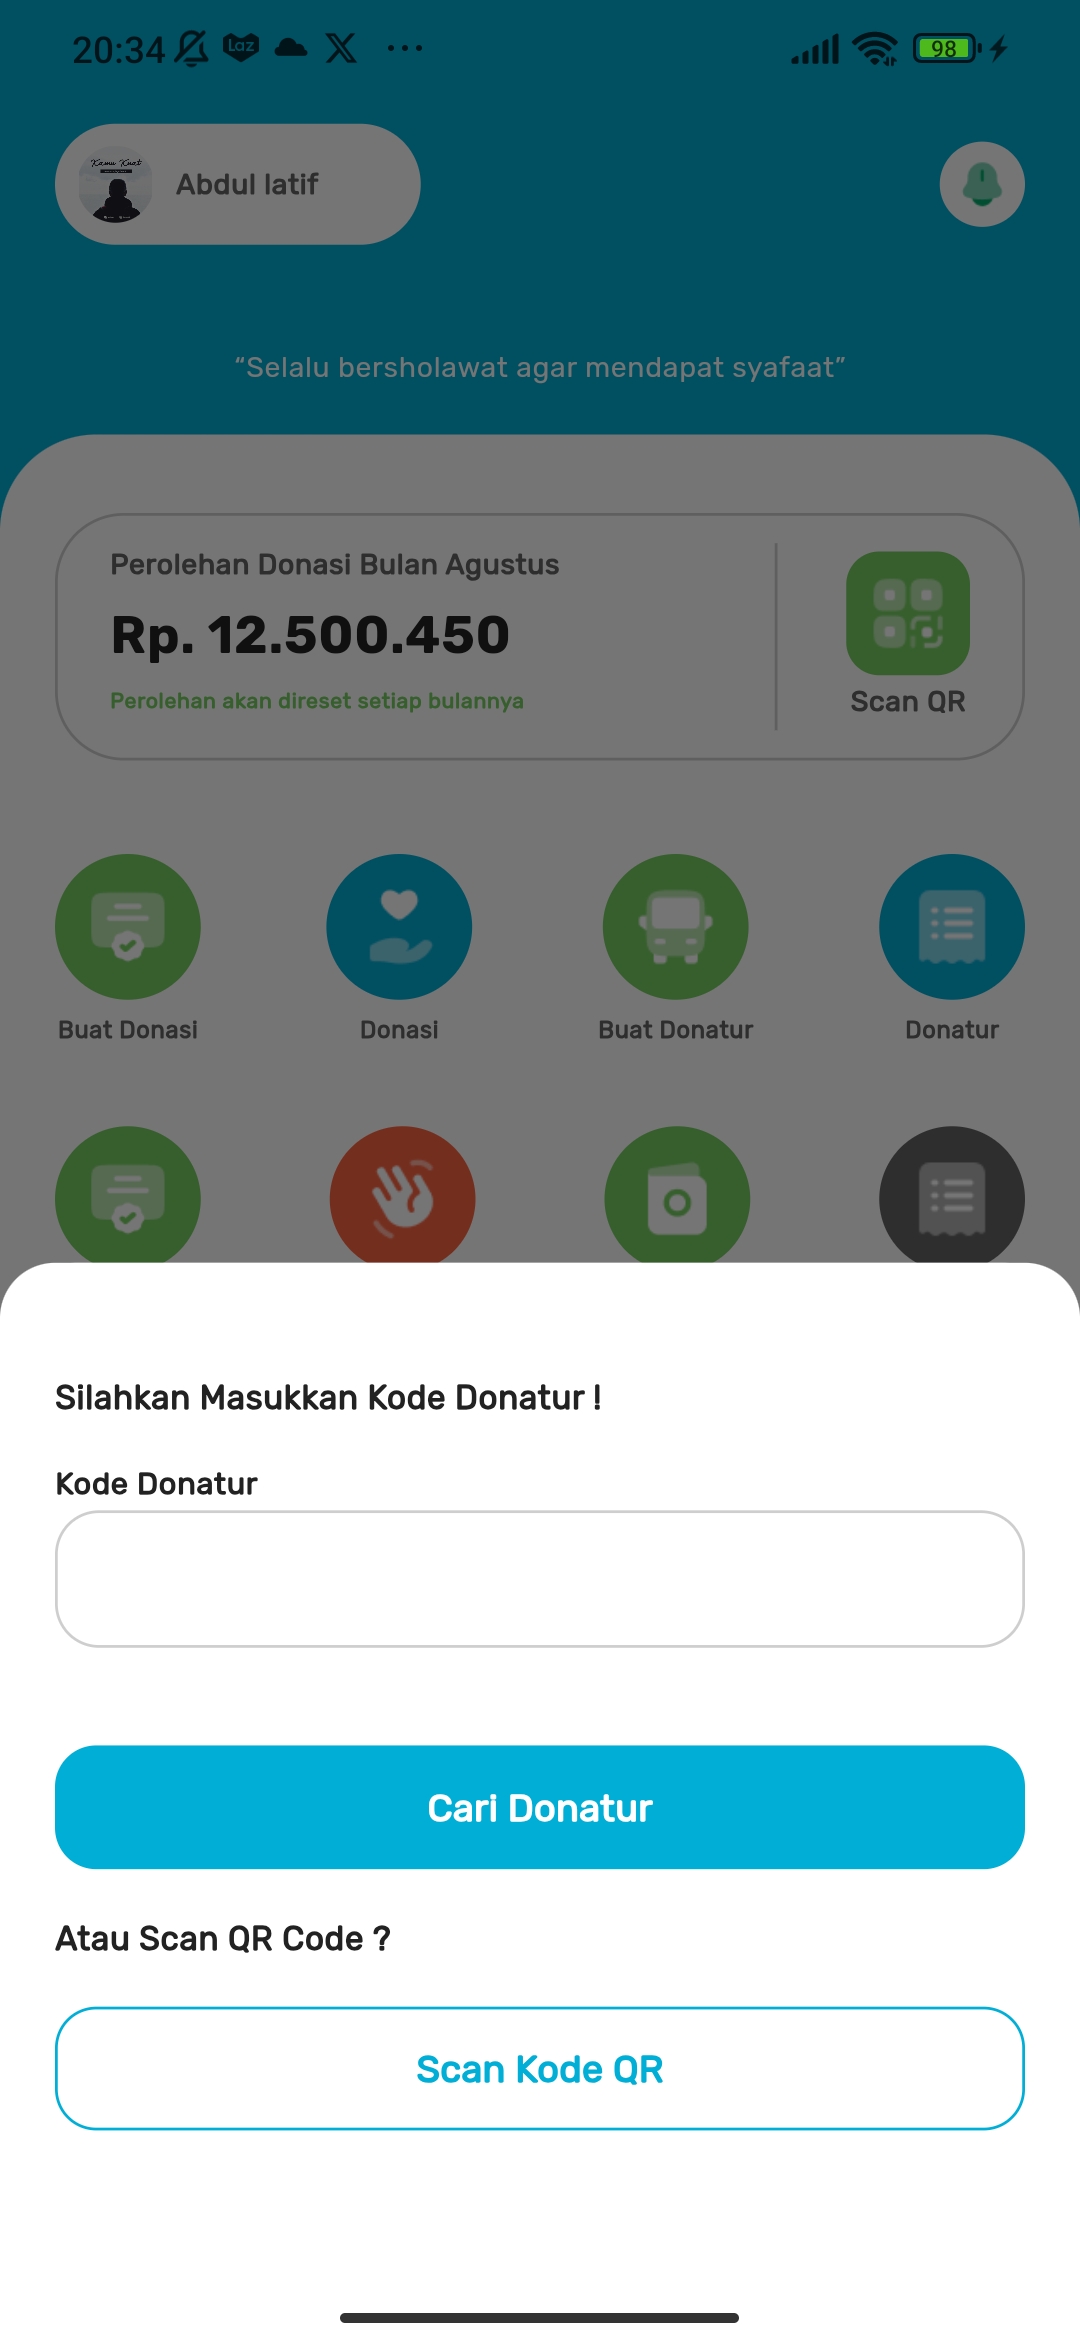 20:34
Laz
98
Kamu Kuat
Abdul latif
“Selalu bersholawat agar mendapat syafaat”
Perolehan Donasi Bulan Agustus
Rp. 12.500.450
Perolehan akan direset setiap bulannya
Scan QR
Buat Donasi
Donasi
Buat Donatur
Donatur
Silahkan Masukkan Kode Donatur !
Kode Donatur
Cari Donatur
Atau Scan QR Code ?
Scan Kode QR